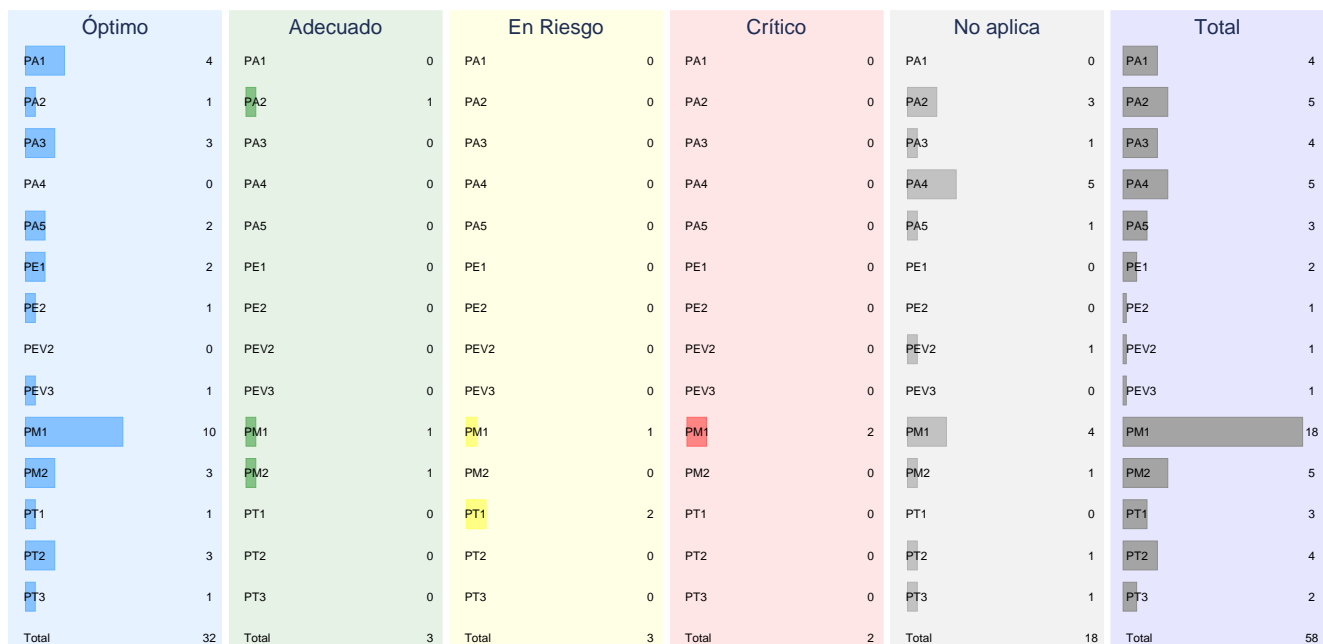 Óptimo Adecuado En Riesgo Crítico No aplica Total
PA1 4 PA1 0 PA1 0 PA1 0 PA1 0 PA1 4
PA2 1 PA2 1 PA2 0 PA2 0 PA2 3 PA2 5
PA3 3 PA3 0 PA3 0 PA3 0 PA3 1 PA3 4
PA4 0 PA4 0 PA4 0 PA4 0 PA4 5 PA4 5
PA5 2 PA5 0 PA5 0 PA5 0 PA5 1 PA5 3
PE1 2 PE1 0 PE1 0 PE1 0 PE1 0 PE1 2
PE2 1 PE2 0 PE2 0 PE2 0 PE2 0 PE2 1
PEV2 0 PEV2 0 PEV2 0 PEV2 0 PEV2 1 PEV2 1
PEV3 1 PEV3 0 PEV3 0 PEV3 0 PEV3 0 PEV3 1
PM1 10 PM1 1 PM1 1 PM1 2 PM1 4 PM1 18
PM2 3 PM2 1 PM2 0 PM2 0 PM2 1 PM2 5
PT1 1 PT1 0 PT1 2 PT1 0 PT1 0 PT1 3
PT2 3 PT2 0 PT2 0 PT2 0 PT2 1 PT2 4
PT3 1 PT3 0 PT3 0 PT3 0 PT3 1 PT3 2
Total 32 Total 3 Total 3 Total 2 Total 18 Total 58